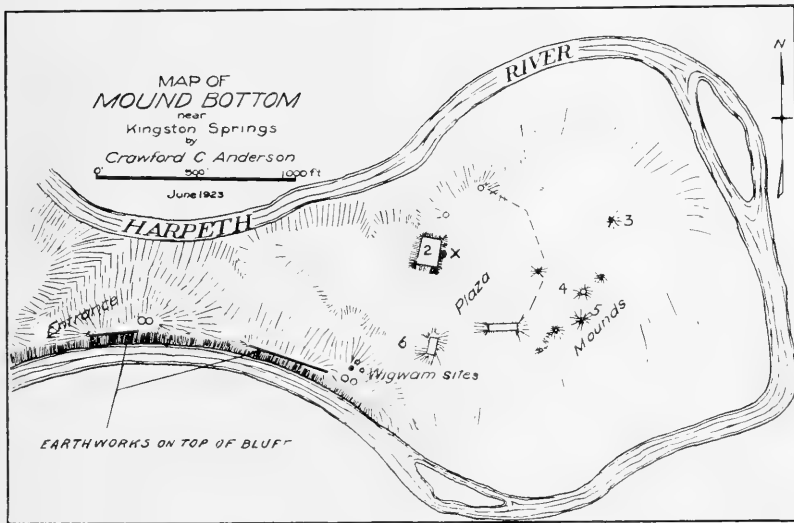 MAP OF
MOUND BOTTOM
near
Kingston Springs
by
Crawford C Anderson
0' 500' 1000 ft
June 1923
N
HARPETH
RIVER
Entrance
2
X
3
Plaza
4
5
Mounds
6
Wigwam Sites
EARTHWORKS ON TOP OF BLUFF